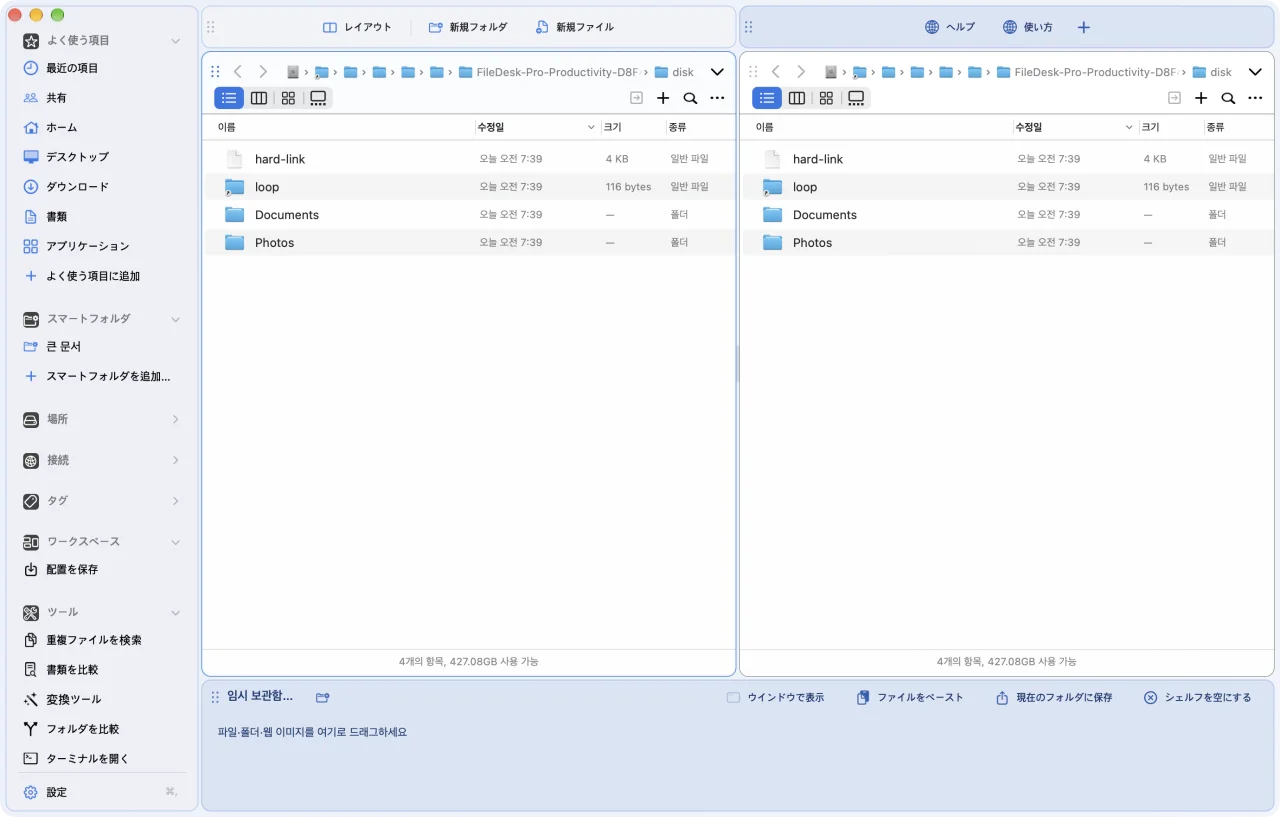 よく使う項目
最近の項目
共有
ホーム
デスクトップ
ダウンロード
書類
アプリケーション
よく使う項目に追加
スマートフォルダ
큰 문서
スマートフォルダを追加...
場所
接続
タグ
ワークスペース
配置を保存
ツール
重複ファイルを検索
書類を比較
変換ツール
フォルダを比較
ターミナルを開く
設定 ⌘,
レイアウト 新規フォルダ 新規ファイル
FileDesk-Pro-Productivity-D8F disk
이름 수정일 크기 종류
hard-link 오늘 오전 7:39 4 KB 일반 파일
loop 오늘 오전 7:39 116 bytes 일반 파일
Documents 오늘 오전 7:39 — 폴더
Photos 오늘 오전 7:39 — 폴더
4개의 항목, 427.08GB 사용 가능
ヘルプ 使い方
FileDesk-Pro-Productivity-D8F disk
이름 수정일 크기 종류
hard-link 오늘 오전 7:39 4 KB 일반 파일
loop 오늘 오전 7:39 116 bytes 일반 파일
Documents 오늘 오전 7:39 — 폴더
Photos 오늘 오전 7:39 — 폴더
4개의 항목, 427.08GB 사용 가능
임시 보관함... ウインドウで表示 ファイルをペースト 現在のフォルダに保存 シェルフを空にする
파일·폴더·웹 이미지를 여기로 드래그하세요